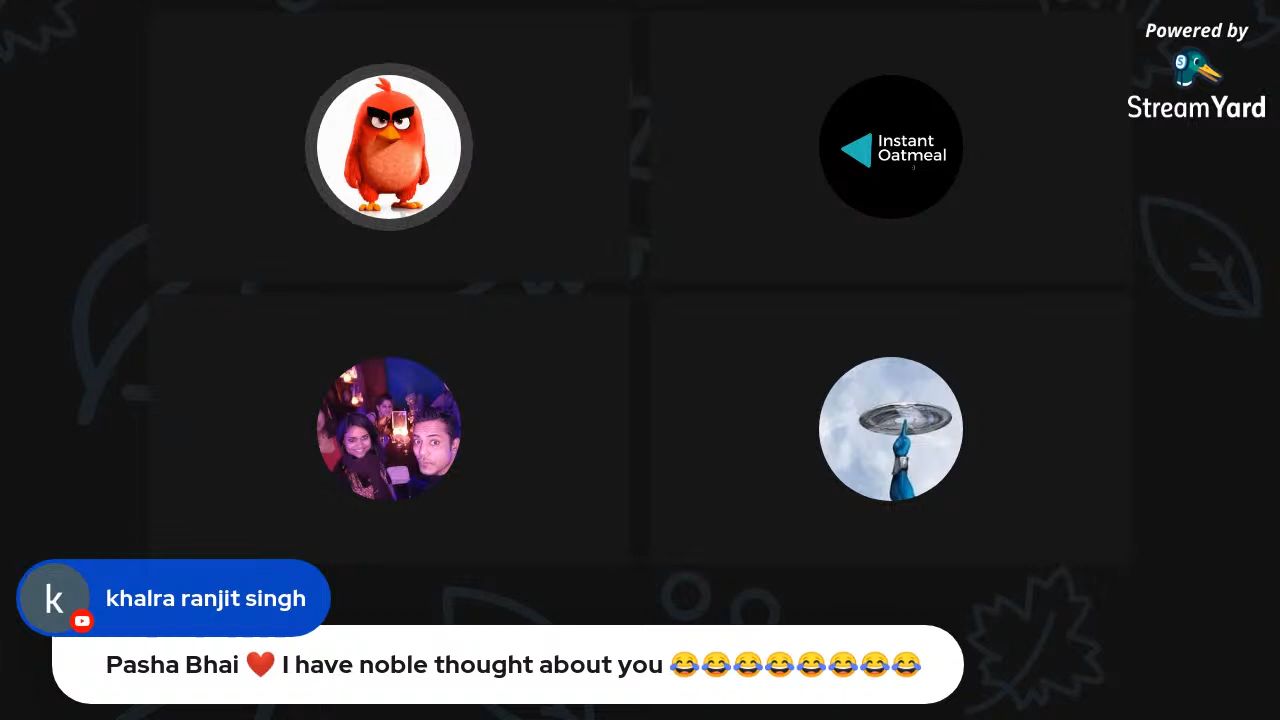 Powered by
StreamYard
Instant
Oatmeal
:)
k
khalra ranjit singh
Pasha Bhai ❤️ I have noble thought about you 😂😂😂😂😂😂😂😂